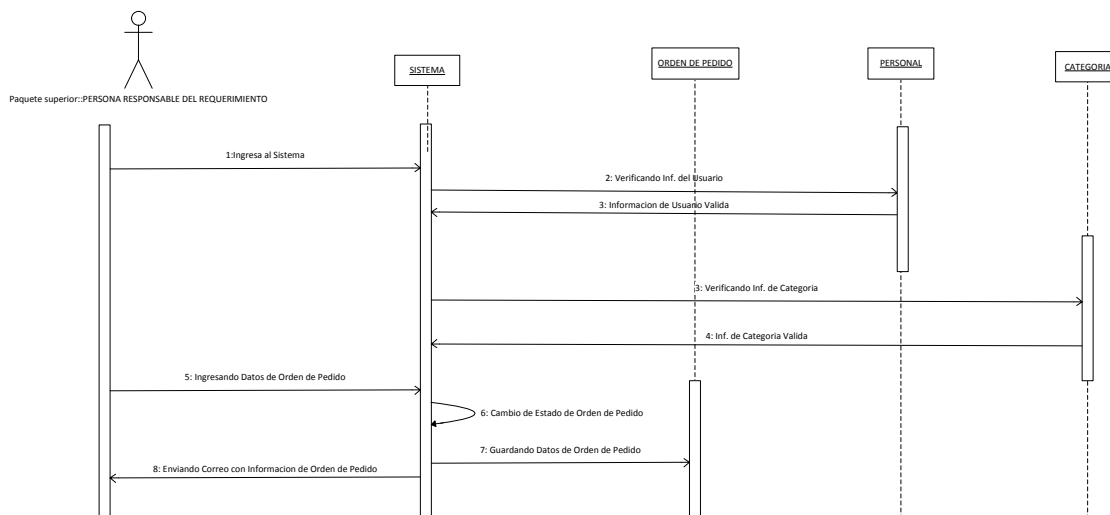 SISTEMA
ORDEN DE PEDIDO
PERSONAL
CATEGORIA
Paquete superior::PERSONA RESPONSABLE DEL REQUERIMIENTO
1:Ingresa al Sistema
2: Verificando Inf. del Usuario
3: Informacion de Usuario Valida
3: Verificando Inf. de Categoria
4: Inf. de Categoria Valida
5: Ingresando Datos de Orden de Pedido
6: Cambio de Estado de Orden de Pedido
7: Guardando Datos de Orden de Pedido
8: Enviando Correo con Informacion de Orden de Pedido